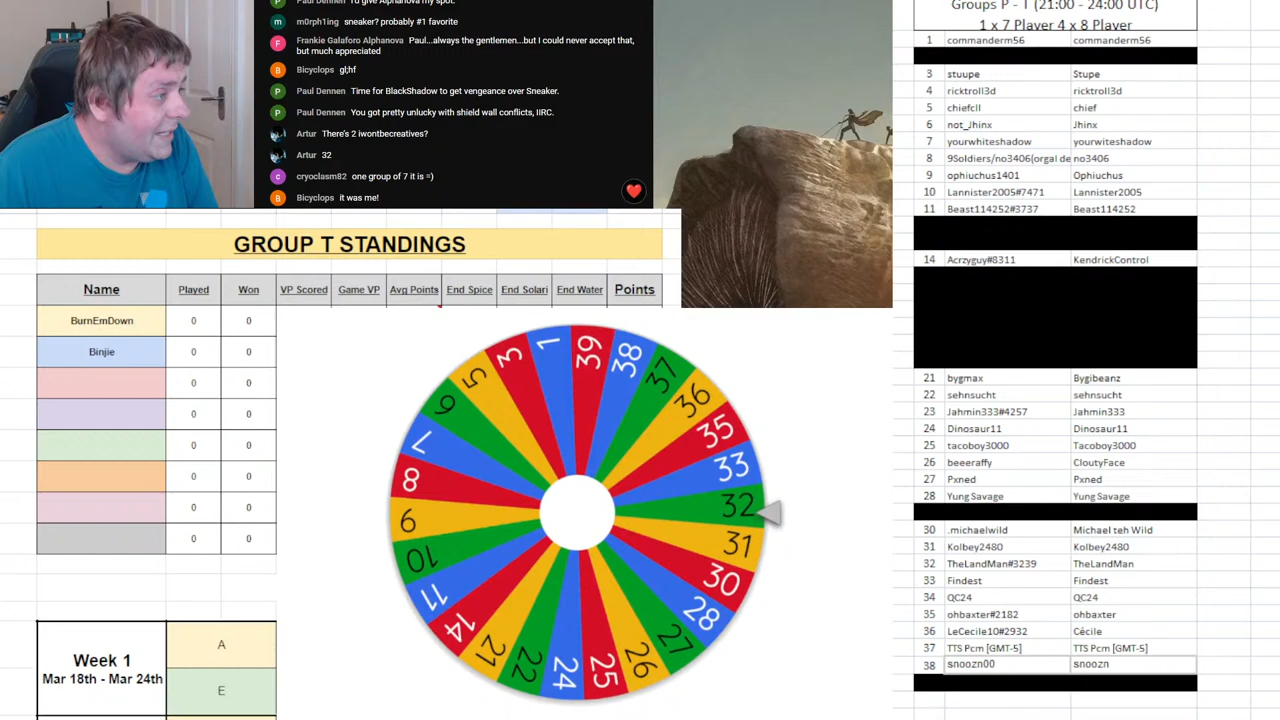 Paul Dennen I'd give Alphanova my spot.
m0rph1ing sneaker? probably #1 favorite
Frankie Galaforo Alphanova Paul...always the gentlemen...but I could never accept that,
but much appreciated
Bicyclops gl;hf
Paul Dennen Time for BlackShadow to get vengeance over Sneaker.
Paul Dennen You got pretty unlucky with shield wall conflicts, IIRC.
Artur There's 2 iwontbecreatives?
Artur 32
cryoclasm82 one group of 7 it is =)
Bicyclops it was me!
GROUP T STANDINGS
Name Played Won VP Scored Game VP Avg Points End Spice End Solari End Water Points
BurnEmDown 0 0
Binjie 0 0
0 0
0 0
0 0
0 0
0 0
0 0
Week 1
Mar 18th - Mar 24th
A
E
1
39
38
37
36
35
33
32
31
30
28
27
26
25
24
22
21
14
11
10
9
8
7
6
5
3
Groups P - T (21:00 - 24:00 UTC)
1 x 7 Player 4 x 8 Player
1 commanderm56 commanderm56
3 stuupe Stupe
4 ricktroll3d ricktroll3d
5 chiefcll chief
6 not_Jhinx Jhinx
7 yourwhiteshadow yourwiteshadow
8 9Soldiers/no3406(orgal de no3406
9 ophiuchus1401 Ophiuchus
10 Lannister2005#7471 Lannister2005
11 Beast114252#3737 Beast114252
14 Acrzyguy#8311 KendrickControl
21 bygmax Bygibeanz
22 sehnsucht sehnsucht
23 Jahmin333#4257 Jahmin333
24 Dinosaur11 Dinosaur11
25 tacoboy3000 Tacoboy3000
26 beeeraffy CloutyFace
27 Pxned Pxned
28 Yung Savage Yung Savage
30 .michaelwild Michael teh Wild
31 Kolbey2480 Kolbey2480
32 TheLandMan#3239 TheLandMan
33 Findest Findest
34 QC24 QC24
35 ohbaxter#2182 ohbaxter
36 LeCecile10#2932 Cécile
37 TTS Pcm [GMT-5] TTS Pcm [GMT-5]
38 snoozn00 snoozn